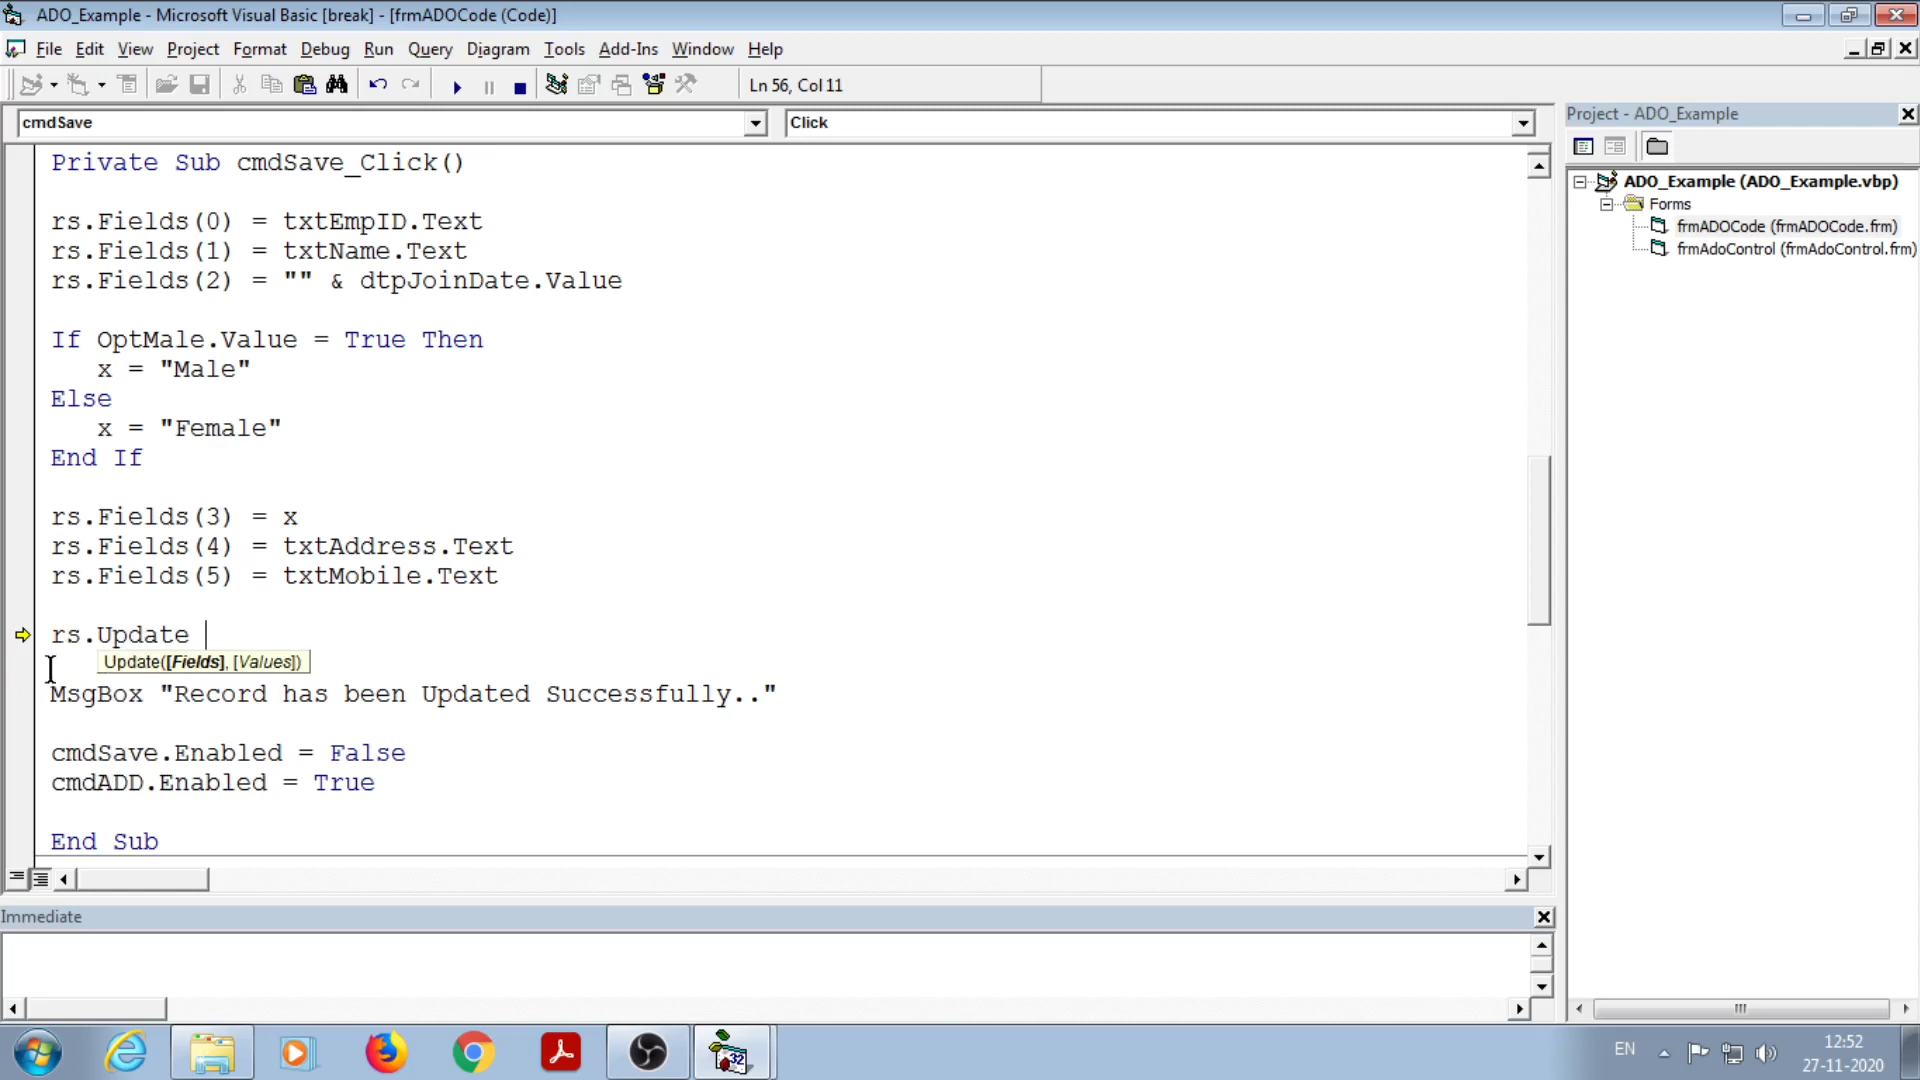 ADO_Example - Microsoft Visual Basic [break] - [frmADOCode (Code)]
File Edit View Project Format Debug Run Query Diagram Tools Add-Ins Window Help
Ln 56, Col 11
cmdSave Click
Project - ADO_Example
ADO_Example (ADO_Example.vbp)
Forms
frmADOCode (frmADOCode.frm)
frmAdoControl (frmAdoControl.frm)
Private Sub cmdSave_Click()
rs.Fields(0) = txtEmpID.Text
rs.Fields(1) = txtName.Text
rs.Fields(2) = "" & dtpJoinDate.Value
If OptMale.Value = True Then
x = "Male"
Else
x = "Female"
End If
rs.Fields(3) = x
rs.Fields(4) = txtAddress.Text
rs.Fields(5) = txtMobile.Text
rs.Update
Update([Fields], [Values])
MsgBox "Record has been Updated Successfully.."
cmdSave.Enabled = False
cmdADD.Enabled = True
End Sub
Immediate
32
EN
12:52
27-11-2020